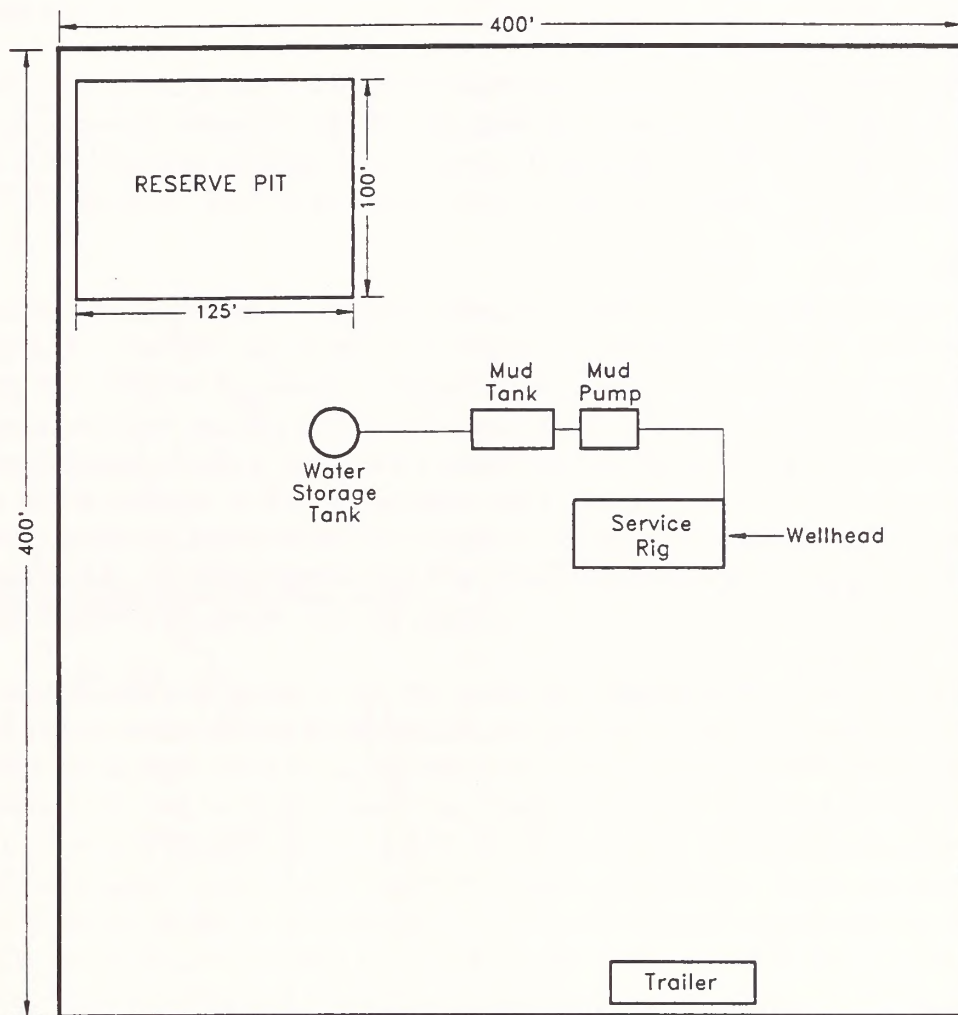 400'
RESERVE PIT
100'
125'
Mud
Tank
Mud
Pump
Water
Storage
Tank
400'
Service
Rig
Wellhead
Trailer